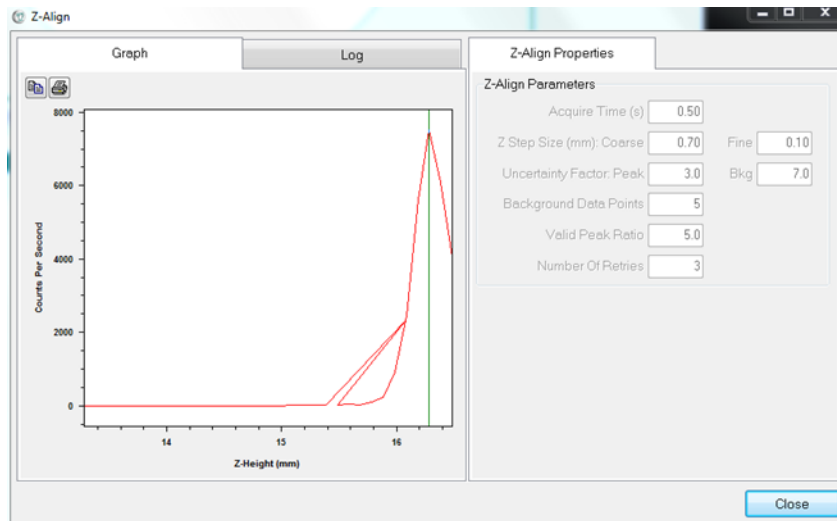 Z-Align
Graph
Log
Z-Align Properties
Z-Align Parameters
Acquire Time (s) 0.50
Z Step Size (mm): Coarse 0.70 Fine 0.10
Uncertainty Factor: Peak 3.0 Bkg 7.0
Background Data Points 5
Valid Peak Ratio 5.0
Number Of Retries 3
8000
6000
4000
2000
0
Counts Per Second
14 15 16
Z-Height (mm)
Close